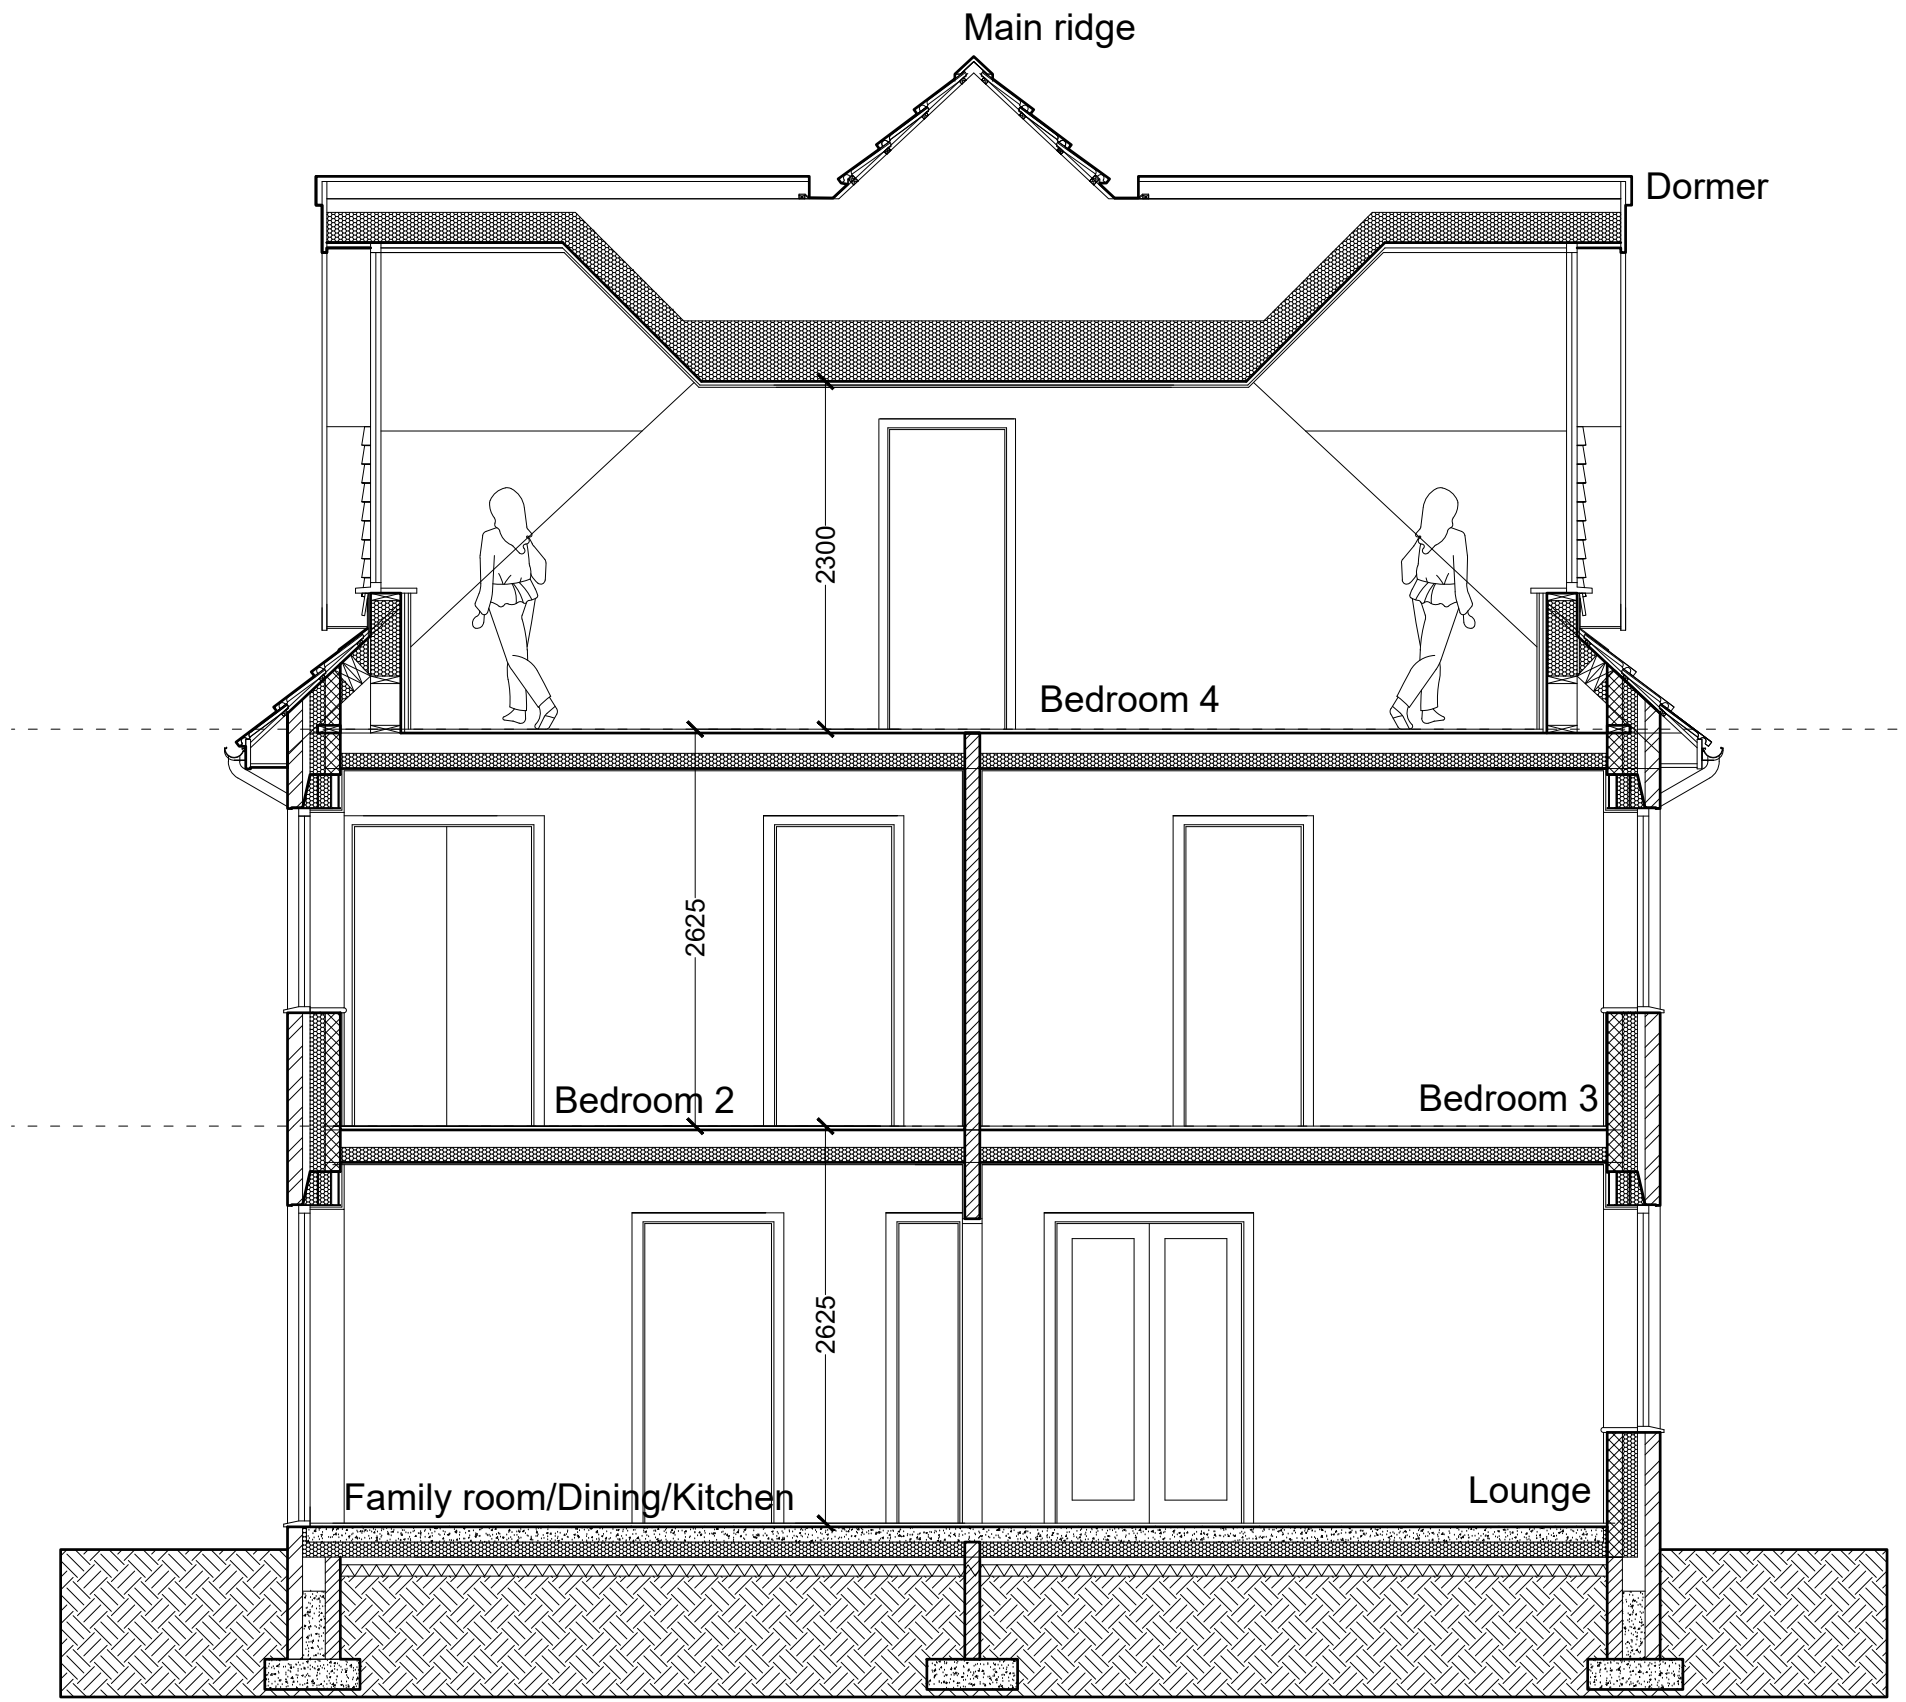 Main ridge
Dormer
2300
Bedroom 4
2625
Bedroom 2
Bedroom 3
2625
Family room/Dining/Kitchen
Lounge